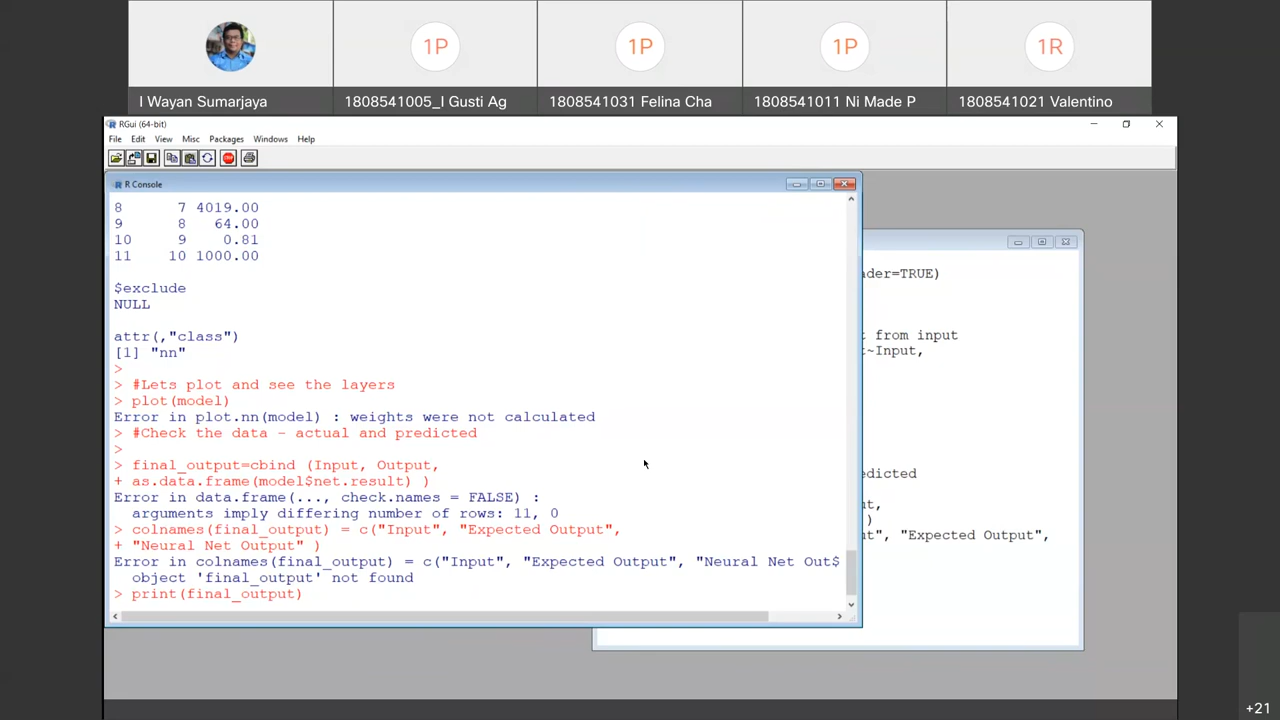 1P
1P
1P
1R
I Wayan Sumarjaya
1808541005_I Gusti Ag
1808541031 Felina Cha
1808541011 Ni Made P
1808541021 Valentino
RGui (64-bit)
File Edit View Misc Packages Windows Help
STOP
R Console
8 7 4019.00
9 8 64.00
10 9 0.81
11 10 1000.00
$exclude
NULL
attr(,"class")
[1] "nn"
>
> #Lets plot and see the layers
> plot(model)
Error in plot.nn(model) : weights were not calculated
> #Check the data - actual and predicted
>
> final_output=cbind (Input, Output,
+ as.data.frame(model$net.result) )
Error in data.frame(..., check.names = FALSE) :
arguments imply differing number of rows: 11, 0
> colnames(final_output) = c("Input", "Expected Output",
+ "Neural Net Output" )
Error in colnames(final_output) = c("Input", "Expected Output", "Neural Net Out$
object 'final_output' not found
> print(final_output)
ader=TRUE)
t from input
t~Input,
edicted
ut,
)
ut", "Expected Output",
+21